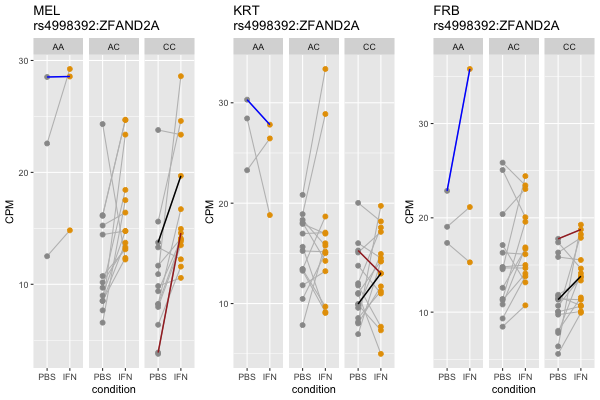 MEL
rs4998392:ZFAND2A
AA AC CC
CPM
30
20
10
PBS IFN PBS IFN PBS IFN
condition
KRT
rs4998392:ZFAND2A
AA AC CC
CPM
30
20
10
PBS IFN PBS IFN PBS IFN
condition
FRB
rs4998392:ZFAND2A
AA AC CC
CPM
30
20
10
PBS IFN PBS IFN PBS IFN
condition